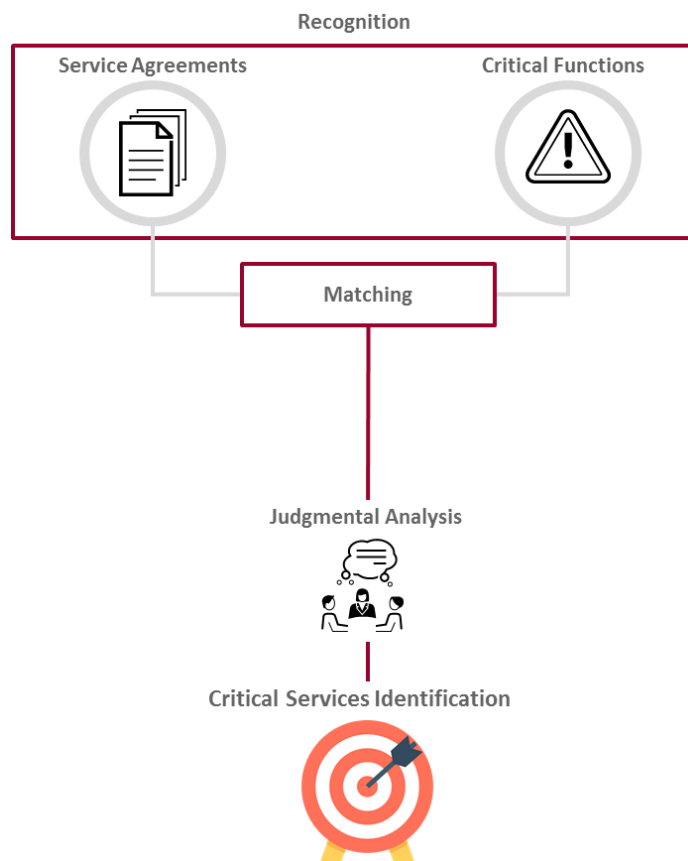 Recognition
Service Agreements
Critical Functions
Matching
Judgmental Analysis
Critical Services Identification